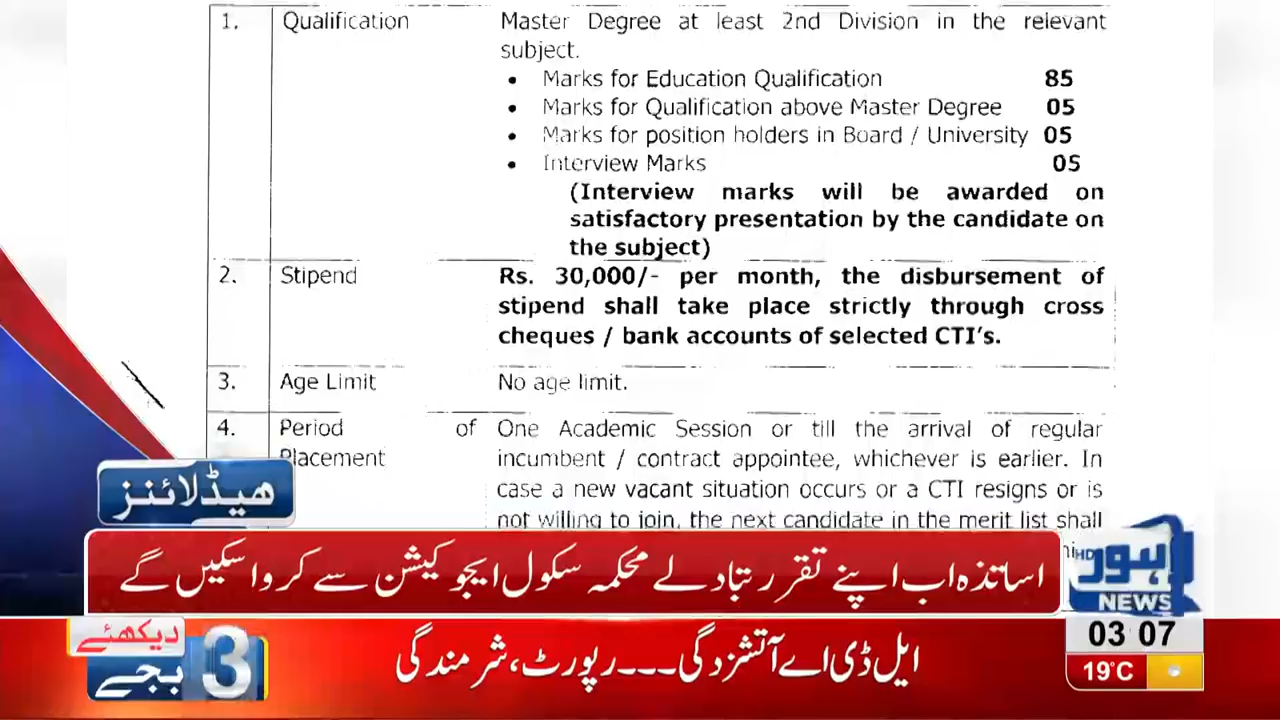 1. Qualification Master Degree at least 2nd Division in the relevant
subject.
• Marks for Education Qualification 85
• Marks for Qualification above Master Degree 05
• Marks for position holders in Board / University 05
• Interview Marks 05
(Interview marks will be awarded on
satisfactory presentation by the candidate on
the subject)
2. Stipend Rs. 30,000/- per month, the disbursement of
stipend shall take place strictly through cross
cheques / bank accounts of selected CTI's.
3. Age Limit No age limit.
4. Period of One Academic Session or till the arrival of regular
Placement incumbent / contract appointee, whichever is earlier. In
case a new vacant situation occurs or a CTI resigns or is
not willing to join, the next candidate in the merit list shall
ھیڈلائنز
اساتذہ اب اپنے تقرر تبادلے محکمہ سکول ایجوکیشن سے کرواسکیں گے
لاہور HD
NEWS
03 07
19°C
دیکھئے
3 بجے
ایل ڈی اے آتشزدگی۔۔۔رپورٹ، شرمندگی